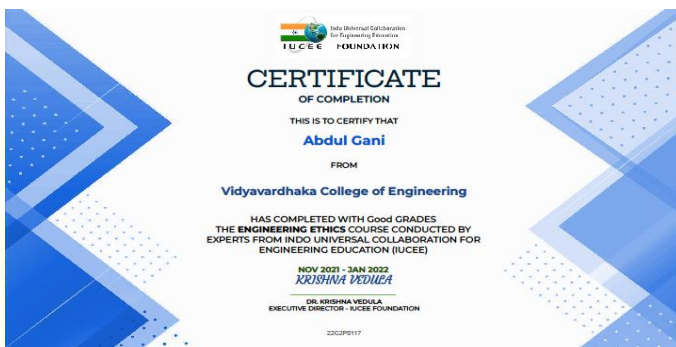 Indo Universal Collaboration
for Engineering Education
IUCEE FOUNDATION
CERTIFICATE
OF COMPLETION
THIS IS TO CERTIFY THAT
Abdul Gani
FROM
Vidyavardhaka College of Engineering
HAS COMPLETED WITH Good GRADES
THE ENGINEERING ETHICS COURSE CONDUCTED BY
EXPERTS FROM INDO UNIVERSAL COLLABORATION FOR
ENGINEERING EDUCATION (IUCEE)
NOV 2021 - JAN 2022
KRISHNA VEDULA
DR. KRISHNA VEDULA
EXECUTIVE DIRECTOR - IUCEE FOUNDATION
22G2P0117